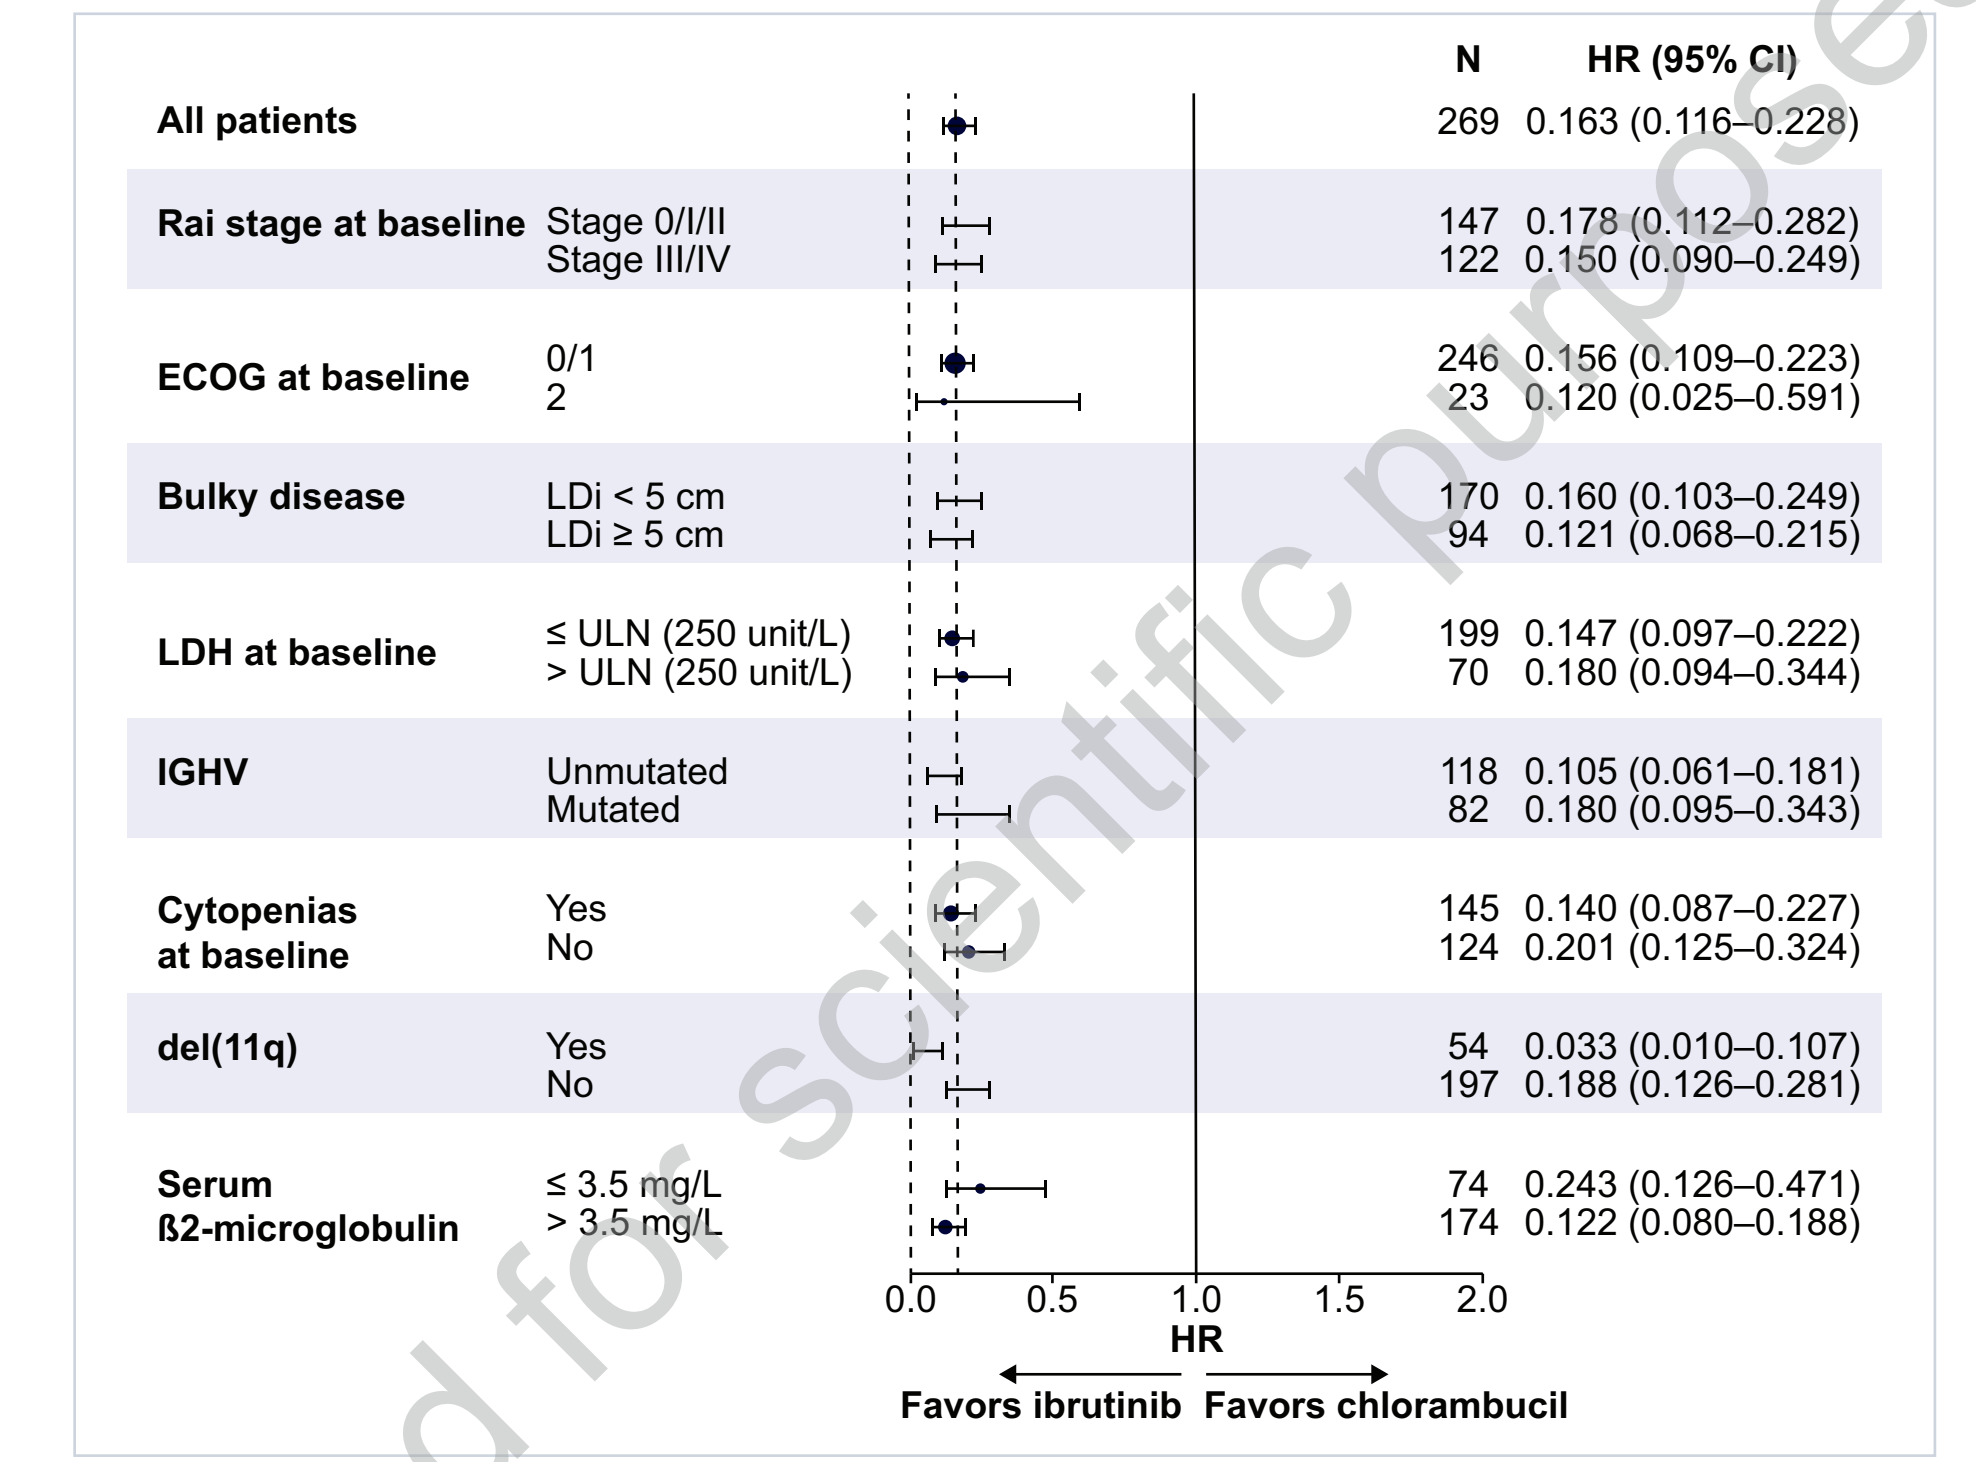 N HR (95% CI)
All patients 269 0.163 (0.116–0.228)
Rai stage at baseline Stage 0/I/II 147 0.178 (0.112–0.282)
Stage III/IV 122 0.150 (0.090–0.249)
ECOG at baseline
0/1 246 0.156 (0.109–0.223)
2 23 0.120 (0.025–0.591)
Bulky disease LDi < 5 cm 170 0.160 (0.103–0.249)
LDi ≥ 5 cm 94 0.121 (0.068–0.215)
LDH at baseline
≤ ULN (250 unit/L) 199 0.147 (0.097–0.222)
> ULN (250 unit/L) 70 0.180 (0.094–0.344)
IGHV Unmutated 118 0.105 (0.061–0.181)
Mutated 82 0.180 (0.095–0.343)
Cytopenias Yes 145 0.140 (0.087–0.227)
at baseline No 124 0.201 (0.125–0.324)
del(11q) Yes 54 0.033 (0.010–0.107)
No 197 0.188 (0.126–0.281)
Serum ≤ 3.5 mg/L 74 0.243 (0.126–0.471)
ß2-microglobulin > 3.5 mg/L 174 0.122 (0.080–0.188)
0.0 0.5 1.0 1.5 2.0
HR
Favors ibrutinib Favors chlorambucil
d for scientific purpose